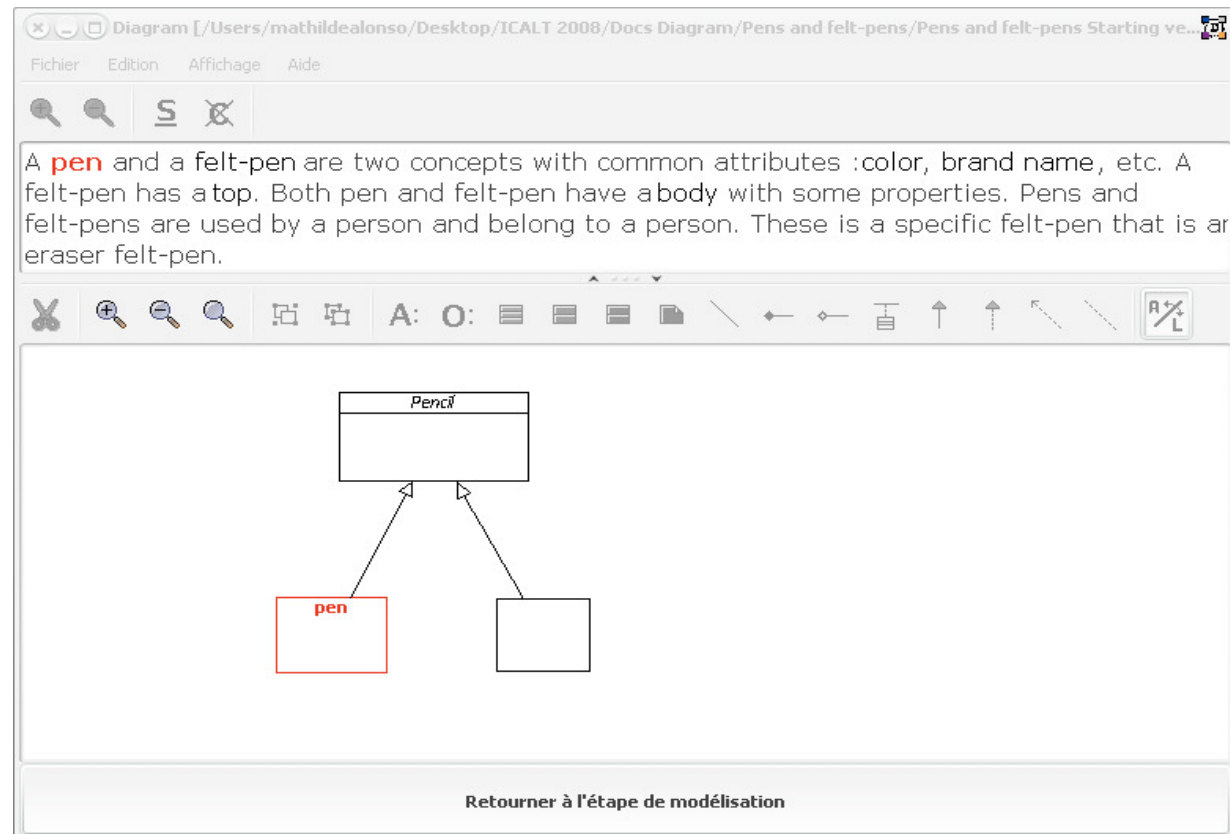 Diagram [/Users/mathildealonso/Desktop/ICALT 2008/Docs Diagram/Pens and felt-pens/Pens and felt-pens Starting ve...
Fichier Edition Affichage Aide
S C
A pen and a felt-pen are two concepts with common attributes :color, brand name, etc. A
felt-pen has a top. Both pen and felt-pen have a body with some properties. Pens and
felt-pens are used by a person and belong to a person. These is a specific felt-pen that is an
eraser felt-pen.
A: O: A L
Pencil
pen
Retourner à l'étape de modélisation